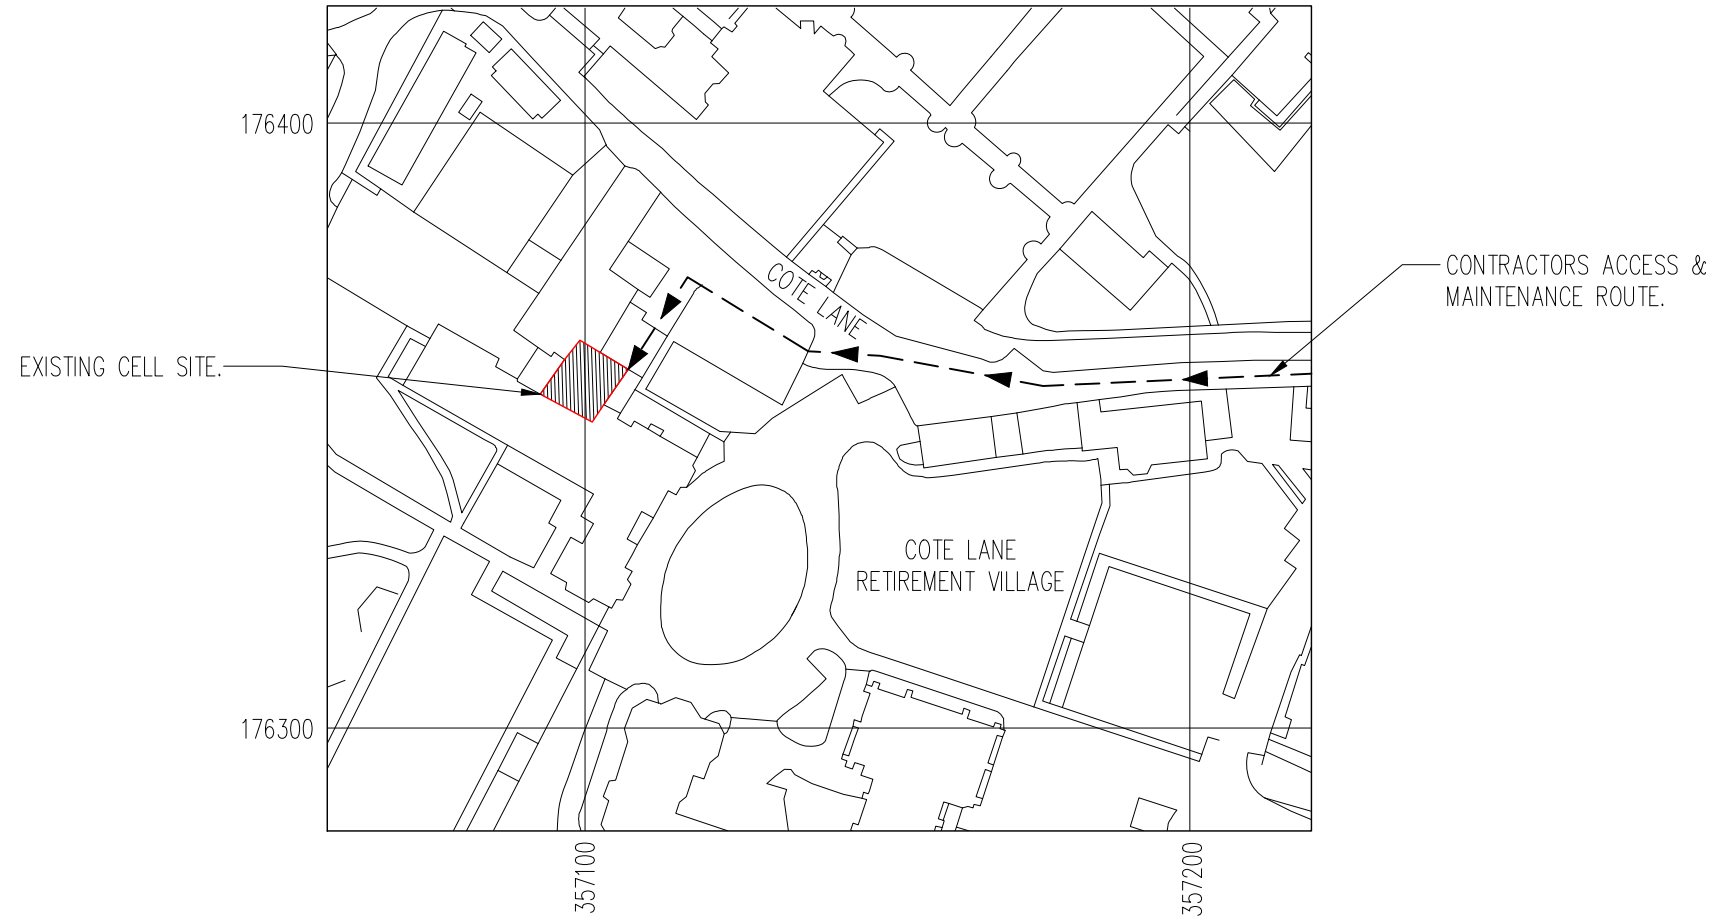 176400
COTE LANE
CONTRACTORS ACCESS &
MAINTENANCE ROUTE.
EXISTING CELL SITE.
COTE LANE
RETIREMENT VILLAGE
176300
357100
357200